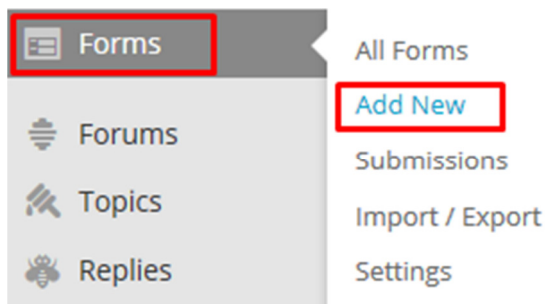 Forms
Forums
Topics
Replies
All Forms
Add New
Submissions
Import / Export
Settings